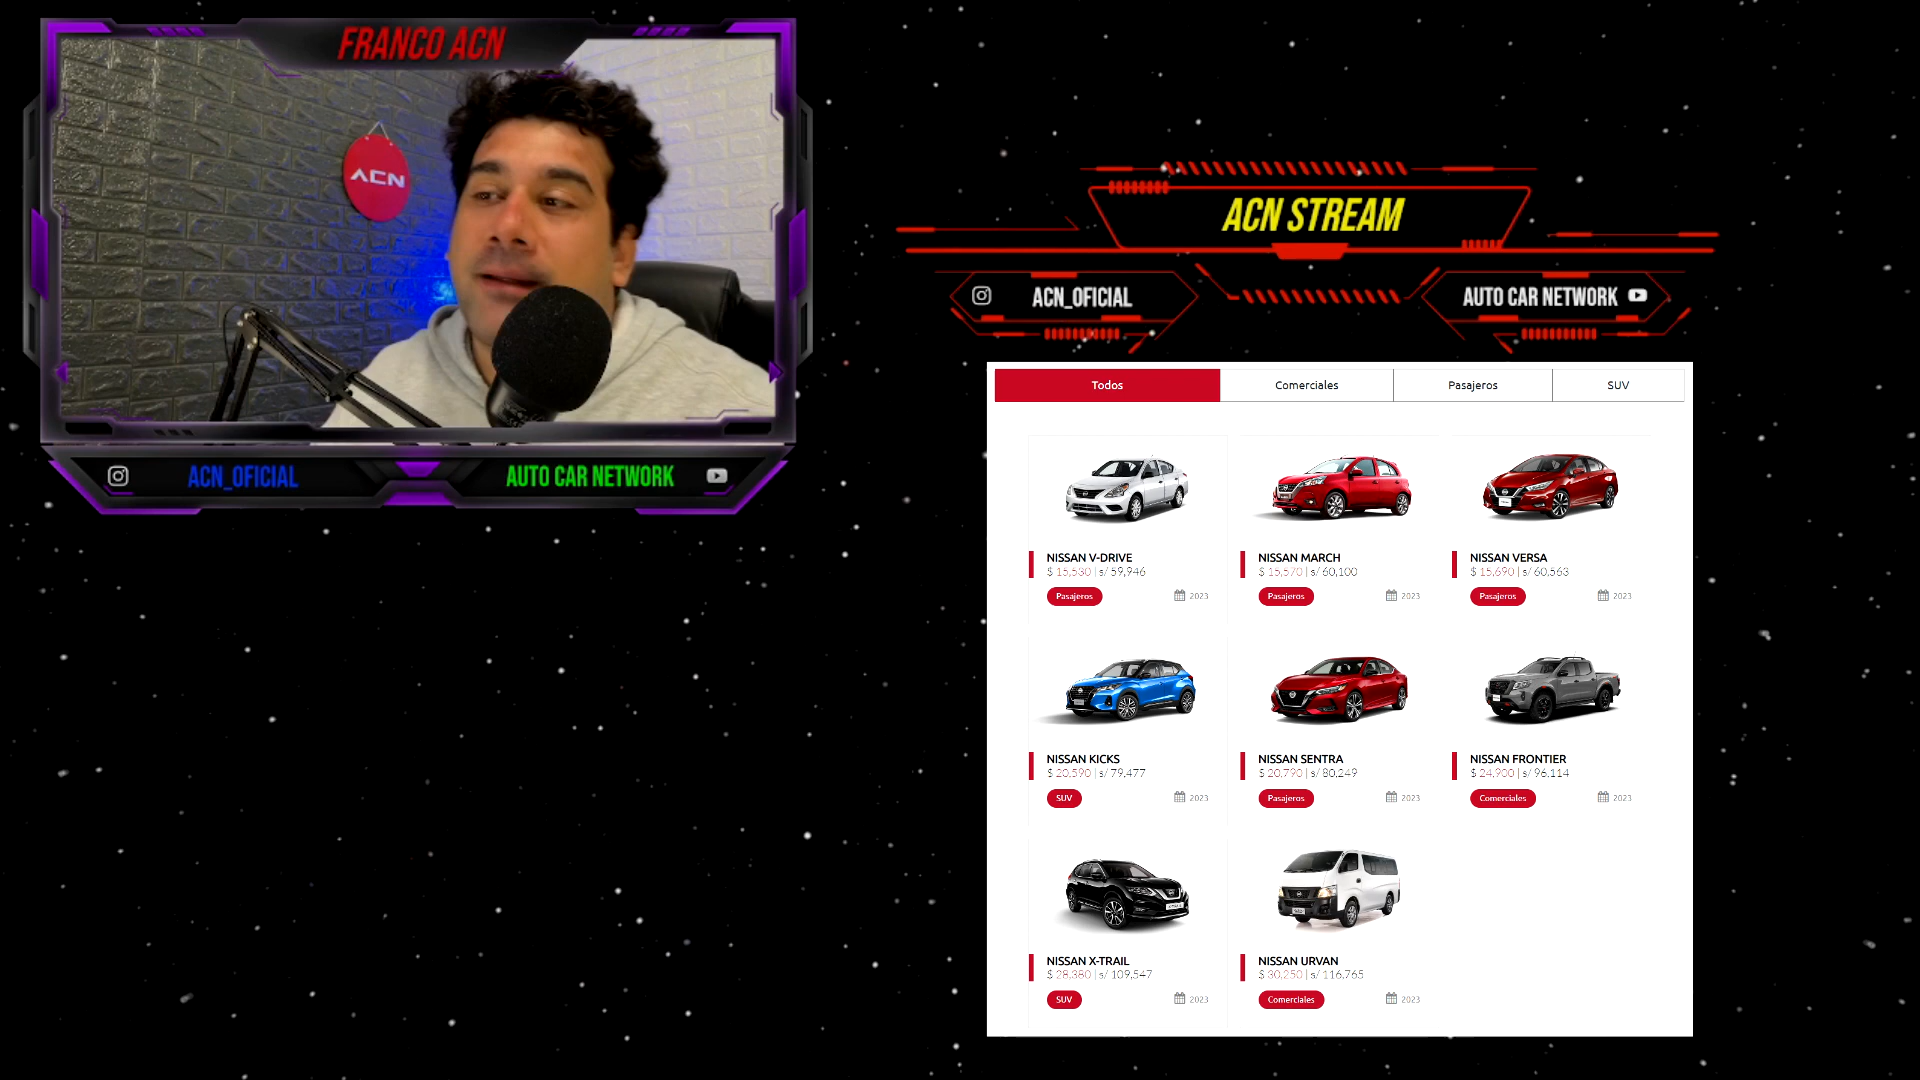 FRANCO ACN
ACN
ACN_OFICIAL
AUTO CAR NETWORK
ACN STREAM
ACN_OFICIAL
AUTO CAR NETWORK
Todos
Comerciales
Pasajeros
SUV
NISSAN V-DRIVE
$ 15,530 | s/ 59,946
Pasajeros
2023
NISSAN MARCH
$ 15,570 | s/ 60,100
Pasajeros
2023
NISSAN VERSA
$ 15,690 | s/ 60,563
Pasajeros
2023
NISSAN KICKS
$ 20,590 | s/ 79,477
SUV
2023
NISSAN SENTRA
$ 20,790 | s/ 80,249
Pasajeros
2023
NISSAN FRONTIER
$ 24,900 | s/ 96,114
Comerciales
2023
NISSAN X-TRAIL
$ 28,380 | s/ 109,547
SUV
2023
NISSAN URVAN
$ 30,250 | s/ 116,765
Comerciales
2023